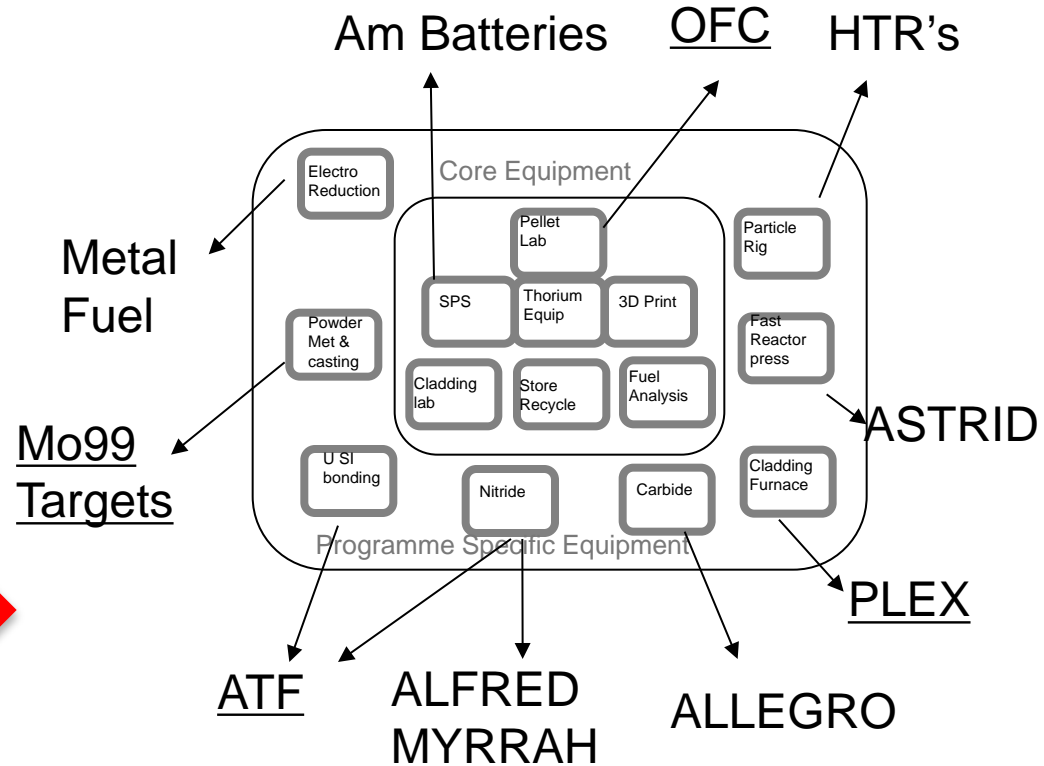 Am Batteries
OFC
HTR's
Electro
Reduction
Core Equipment
Pellet
Lab
Particle
Rig
Metal
Fuel
SPS
Thorium
Equip
3D Print
Powder
Met &
casting
Fast
Reactor
press
Cladding
lab
Store
Recycle
Fuel
Analysis
ASTRID
Mo99
Targets
U SI
bonding
Nitride
Carbide
Cladding
Furnace
Programme Specific Equipment
PLEX
ATF
ALFRED
MYRRAH
ALLEGRO